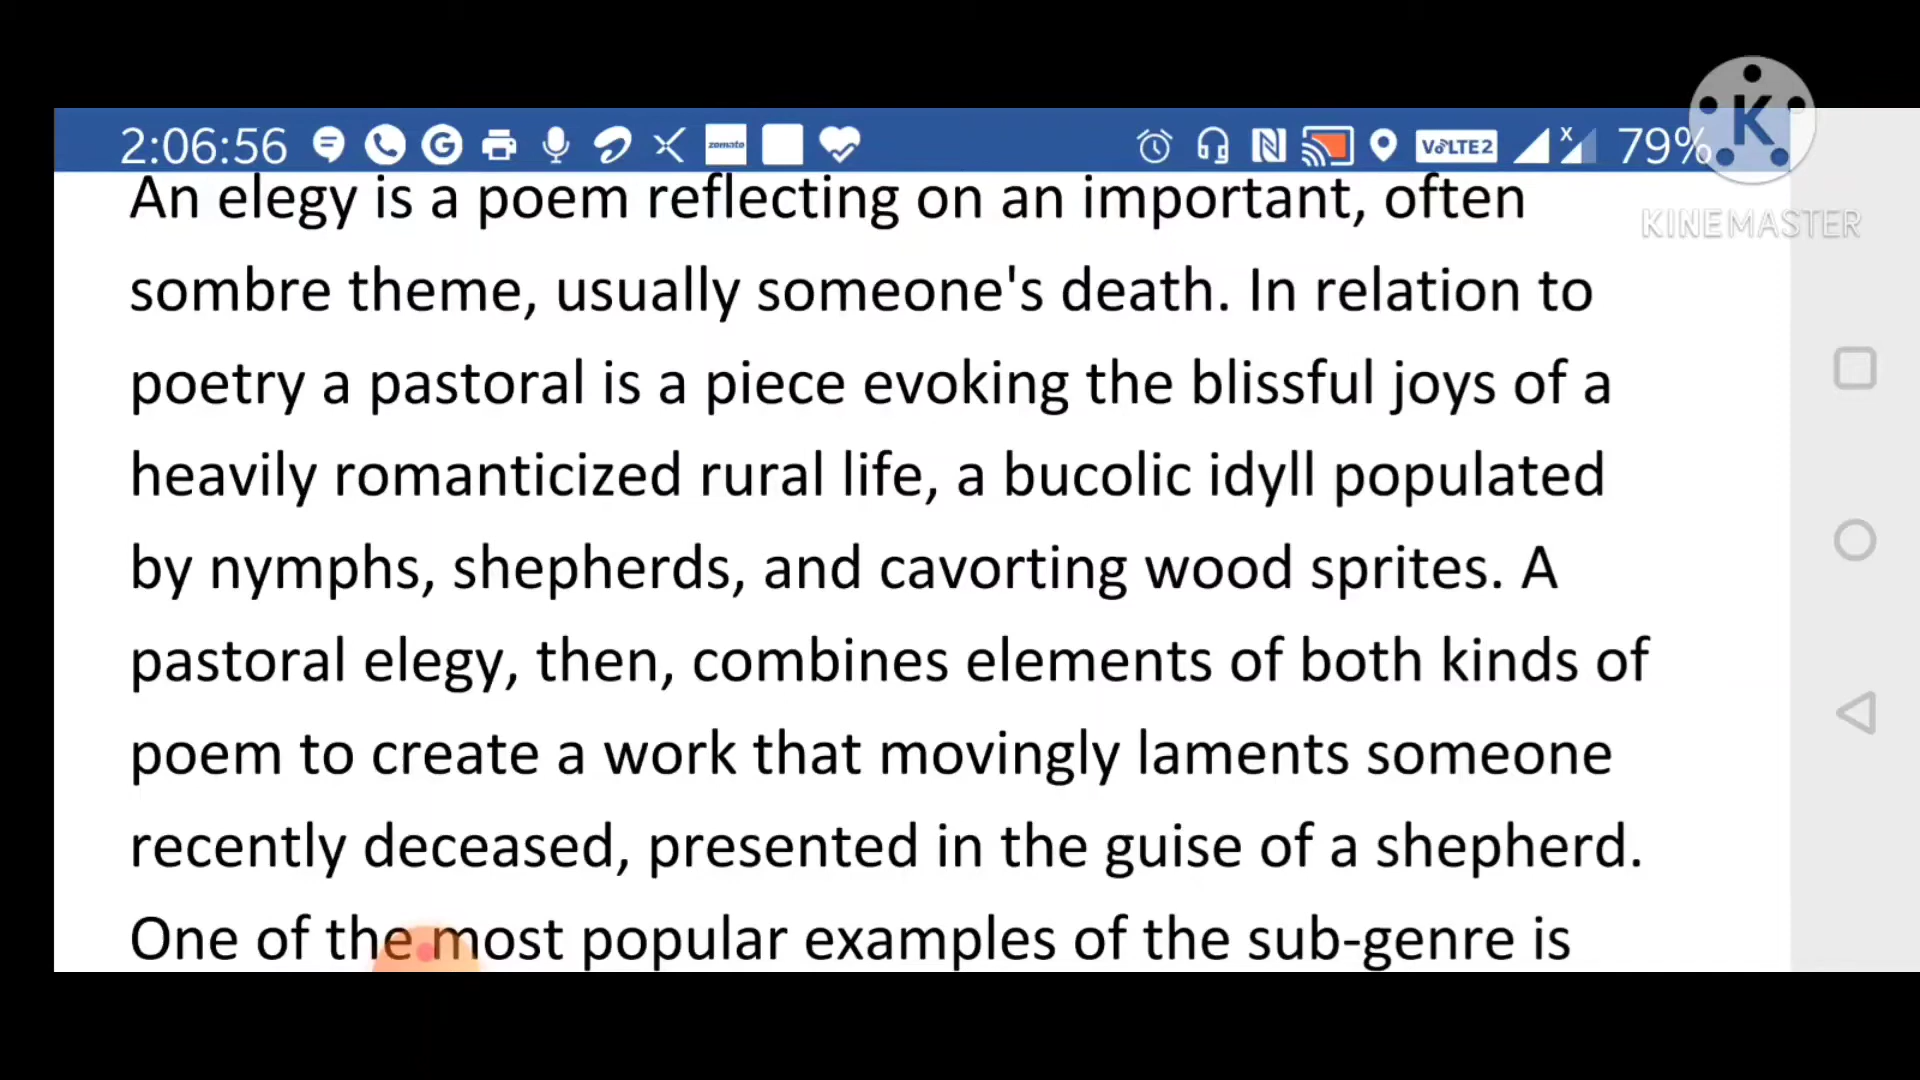 2:06:56 zomato VoLTE2 x 79%
K
KINEMASTER
An elegy is a poem reflecting on an important, often
sombre theme, usually someone's death. In relation to
poetry a pastoral is a piece evoking the blissful joys of a
heavily romanticized rural life, a bucolic idyll populated
by nymphs, shepherds, and cavorting wood sprites. A
pastoral elegy, then, combines elements of both kinds of
poem to create a work that movingly laments someone
recently deceased, presented in the guise of a shepherd.
One of the most popular examples of the sub-genre is